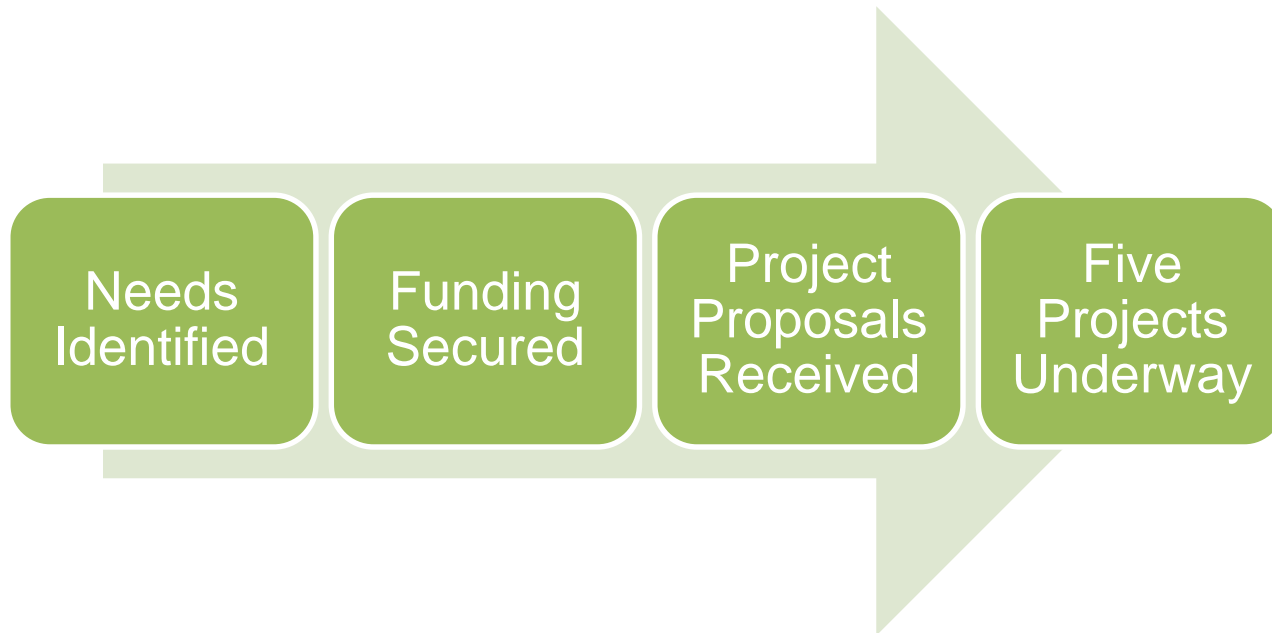 Needs
Identified
Funding
Secured
Project
Proposals
Received
Five
Projects
Underway